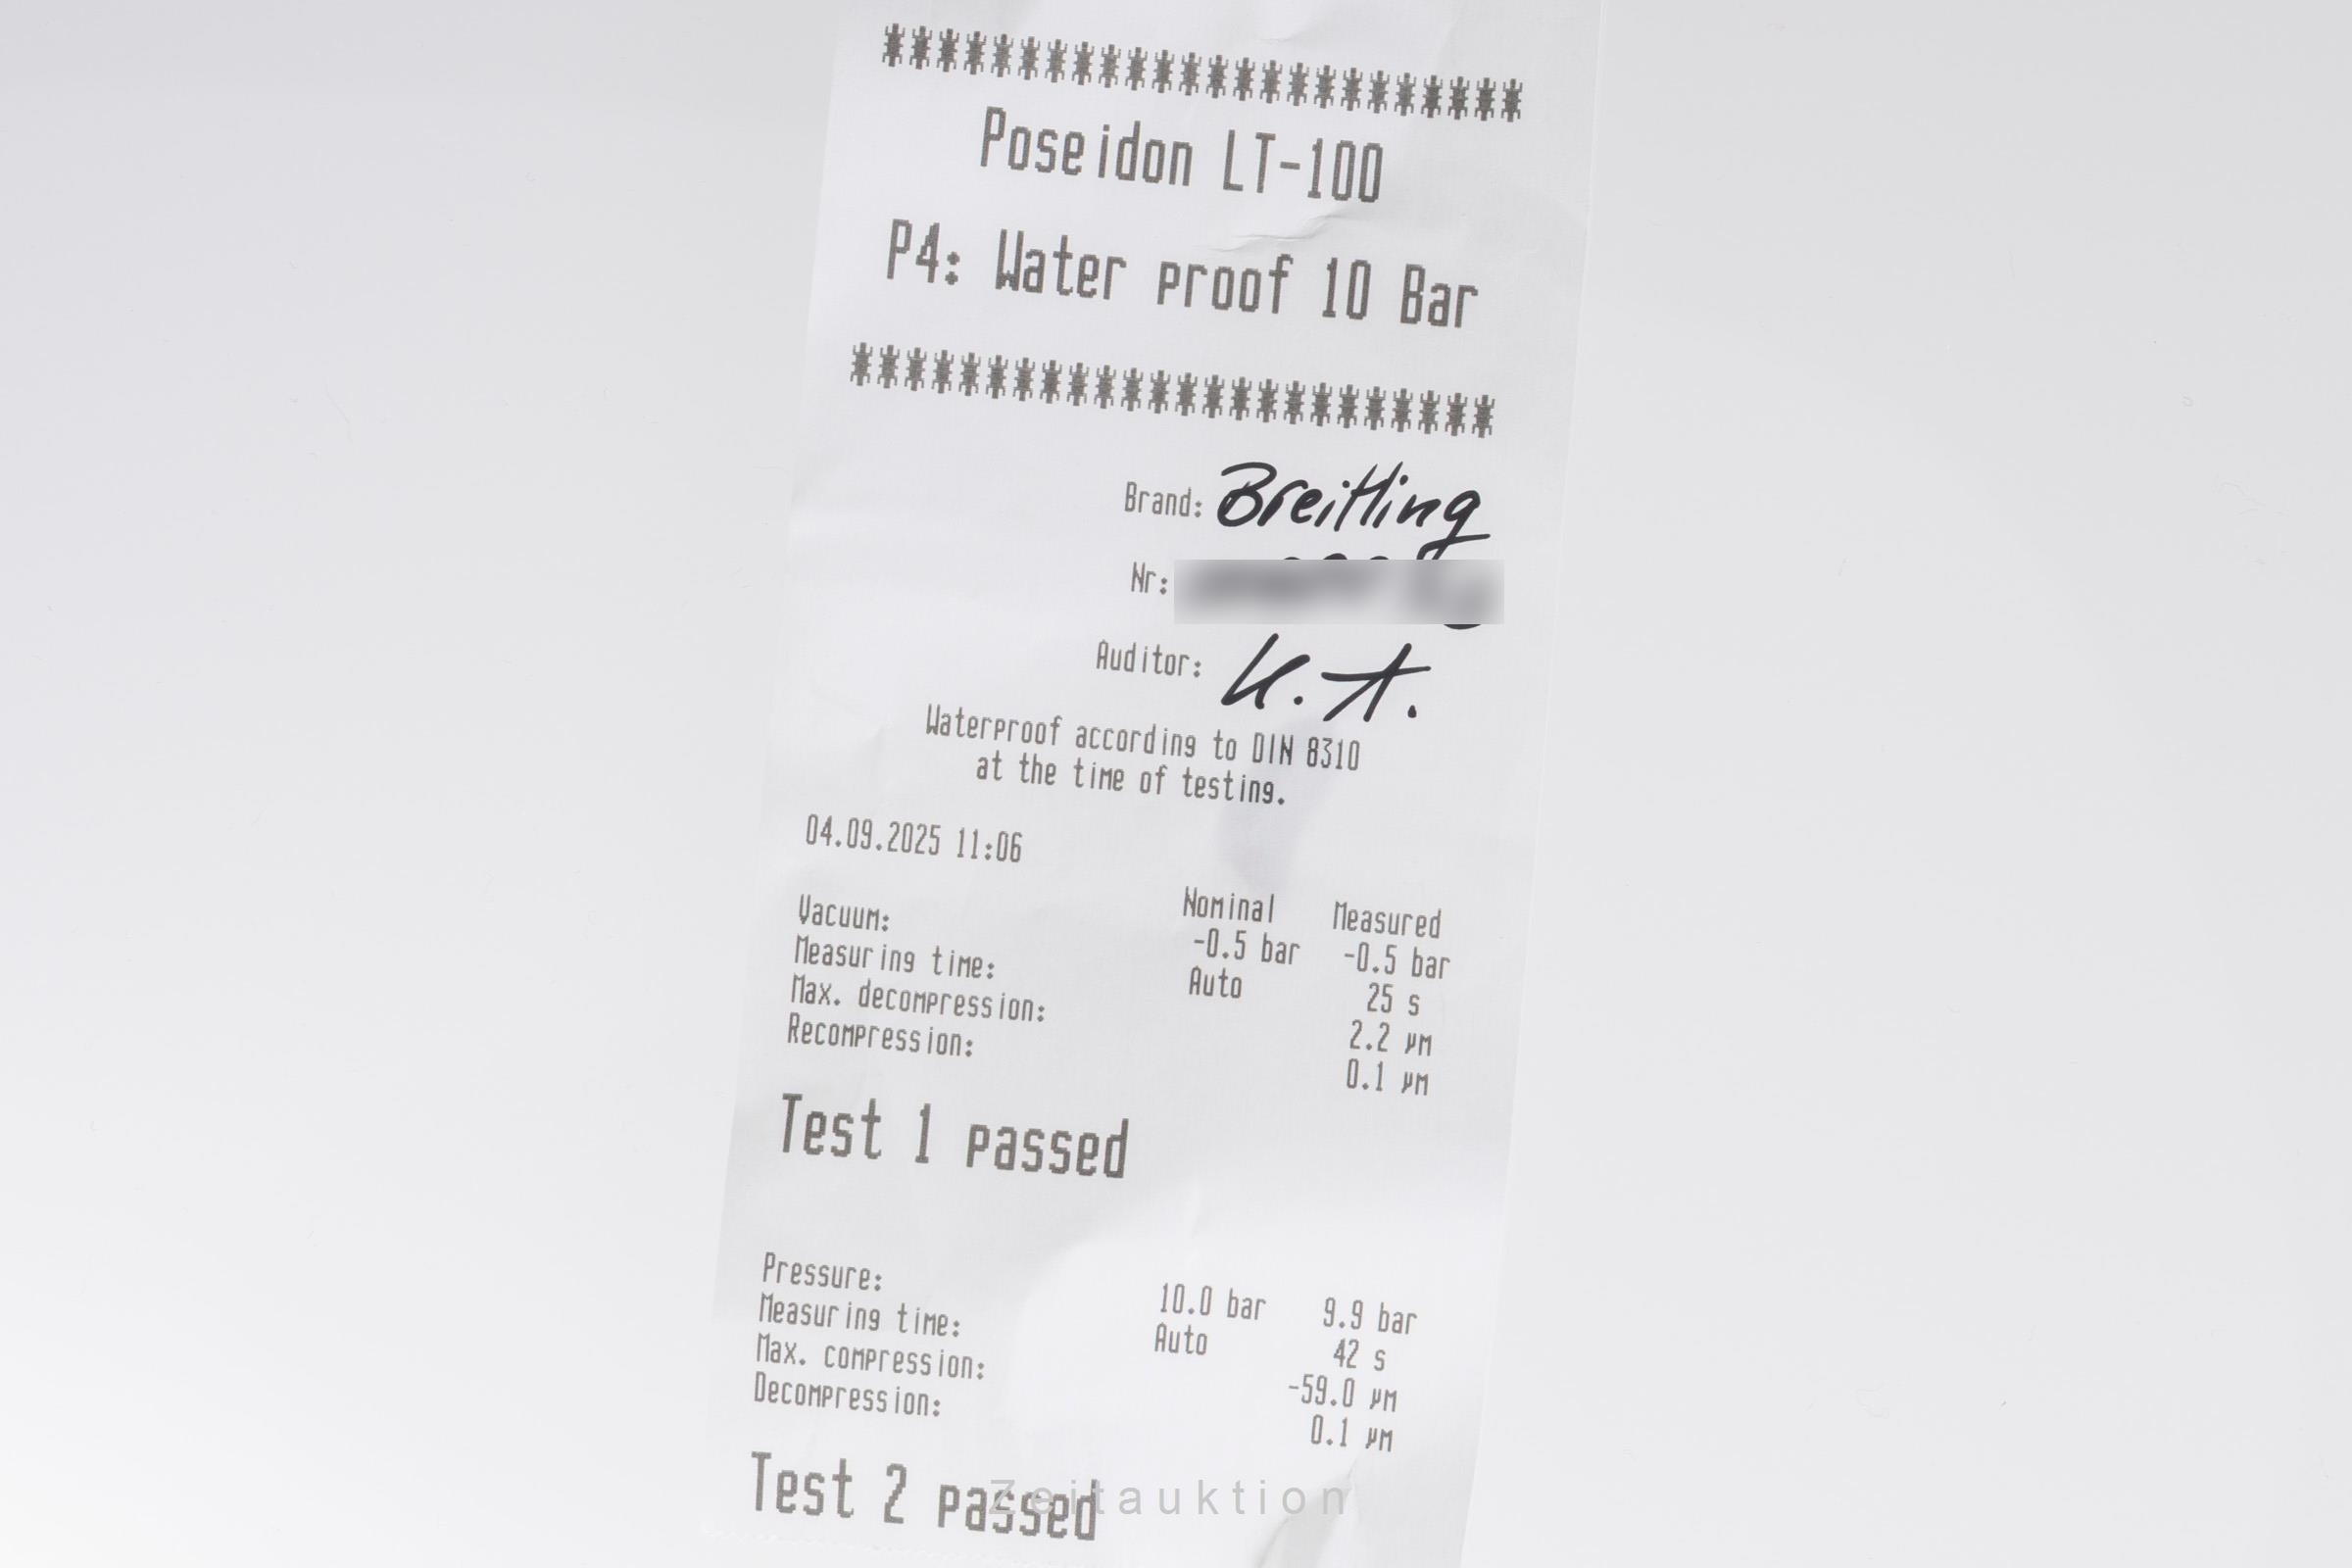 ************************
Poseidon LT-100
P4: Water proof 10 Bar
************************
Brand: Breitling
Nr:
Auditor: K. A.
Waterproof according to DIN 8310
at the time of testing.
04.09.2025 11:06
Nominal Measured
Vacuum: -0.5 bar -0.5 bar
Measuring time: Auto 25 s
Max. decompression: 2.2 µm
Recompression: 0.1 µm
Test 1 passed
Pressure: 10.0 bar 9.9 bar
Measuring time: Auto 42 s
Max. compression: -59.0 µm
Decompression: 0.1 µm
Test 2 passed
Zeitauktion